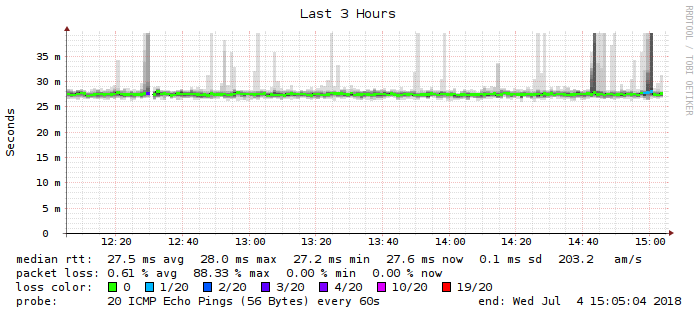 Last 3 Hours
RRDTOOL / TOBI OETIKER
Seconds
35 m
30 m
25 m
20 m
15 m
10 m
5 m
0
12:20 12:40 13:00 13:20 13:40 14:00 14:20 14:40 15:00
median rtt: 27.5 ms avg 28.0 ms max 27.2 ms min 27.6 ms now 0.1 ms sd 203.2 am/s
packet loss: 0.61 % avg 88.33 % max 0.00 % min 0.00 % now
loss color: 0 1/20 2/20 3/20 4/20 10/20 19/20
probe: 20 ICMP Echo Pings (56 Bytes) every 60s end: Wed Jul 4 15:05:04 2018